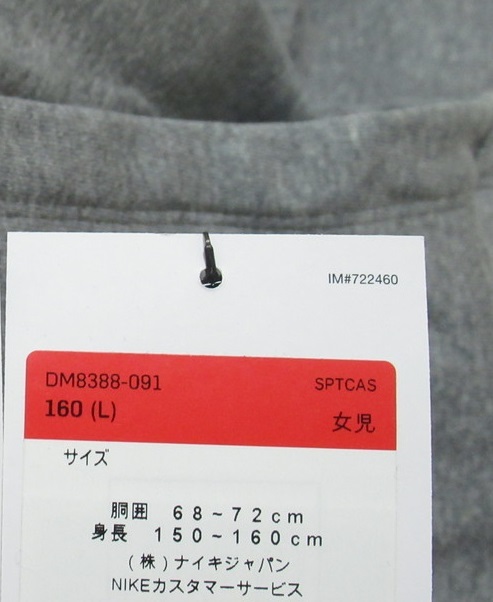 IM#722460
DM8388-091 SPTCAS
160 (L) 女児
サイズ
胴囲 68~72cm
身長 150~160cm
(株)ナイキジャパン
NIKEカスタマーサービス